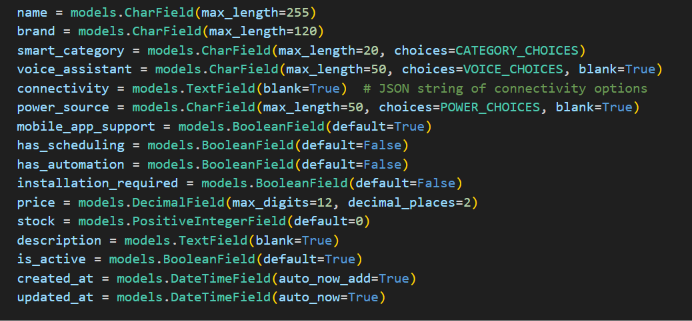 name = models.CharField(max_length=255)
brand = models.CharField(max_length=120)
smart_category = models.CharField(max_length=20, choices=CATEGORY_CHOICES)
voice_assistant = models.CharField(max_length=50, choices=VOICE_CHOICES, blank=True)
connectivity = models.TextField(blank=True)  # JSON string of connectivity options
power_source = models.CharField(max_length=50, choices=POWER_CHOICES, blank=True)
mobile_app_support = models.BooleanField(default=True)
has_scheduling = models.BooleanField(default=False)
has_automation = models.BooleanField(default=False)
installation_required = models.BooleanField(default=False)
price = models.DecimalField(max_digits=12, decimal_places=2)
stock = models.PositiveIntegerField(default=0)
description = models.TextField(blank=True)
is_active = models.BooleanField(default=True)
created_at = models.DateTimeField(auto_now_add=True)
updated_at = models.DateTimeField(auto_now=True)